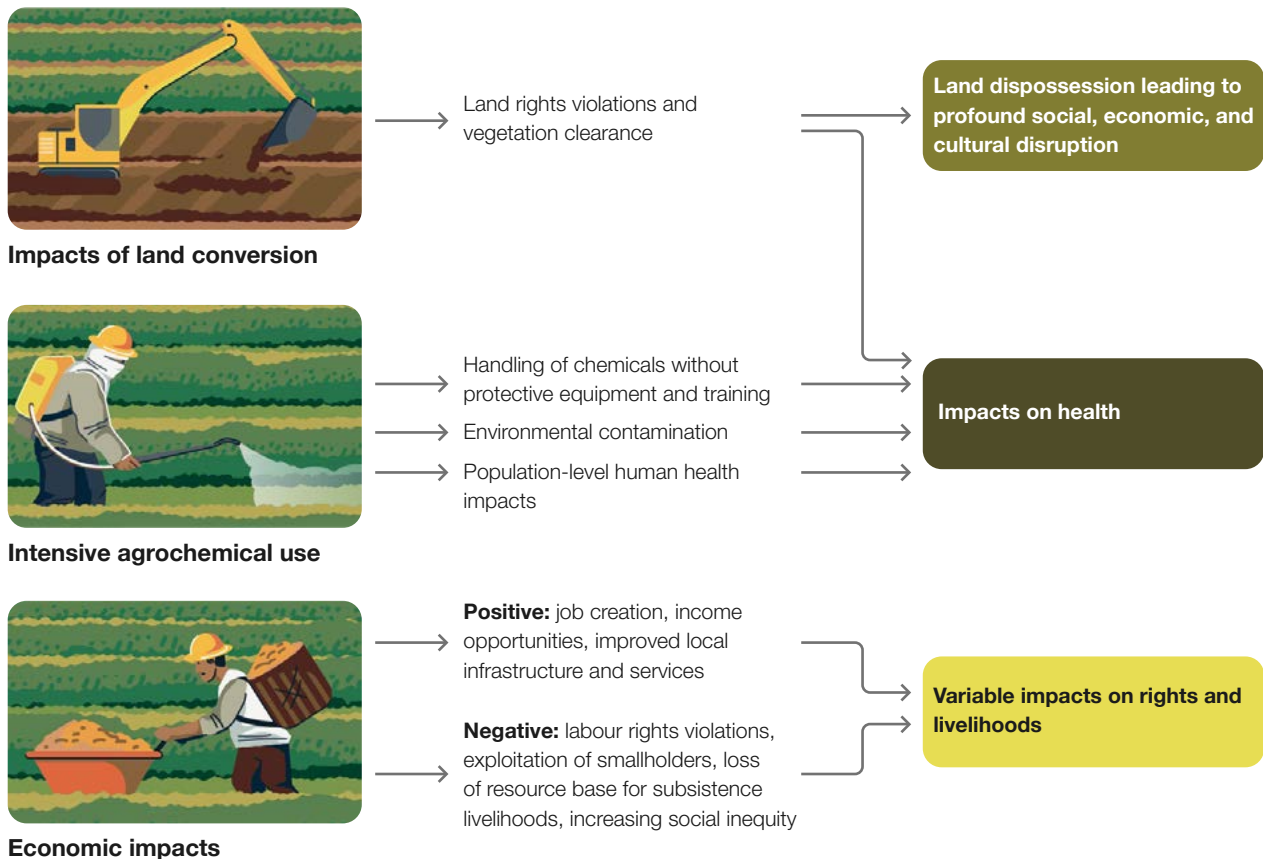 Land rights violations and
vegetation clearance
Land dispossession leading to
profound social, economic, and
cultural disruption
Impacts of land conversion
Handling of chemicals without
protective equipment and training
Environmental contamination
Population-level human health
impacts
Impacts on health
Intensive agrochemical use
Positive: job creation, income
opportunities, improved local
infrastructure and services
Negative: labour rights violations,
exploitation of smallholders, loss
of resource base for subsistence
livelihoods, increasing social inequity
Variable impacts on rights and
livelihoods
Economic impacts